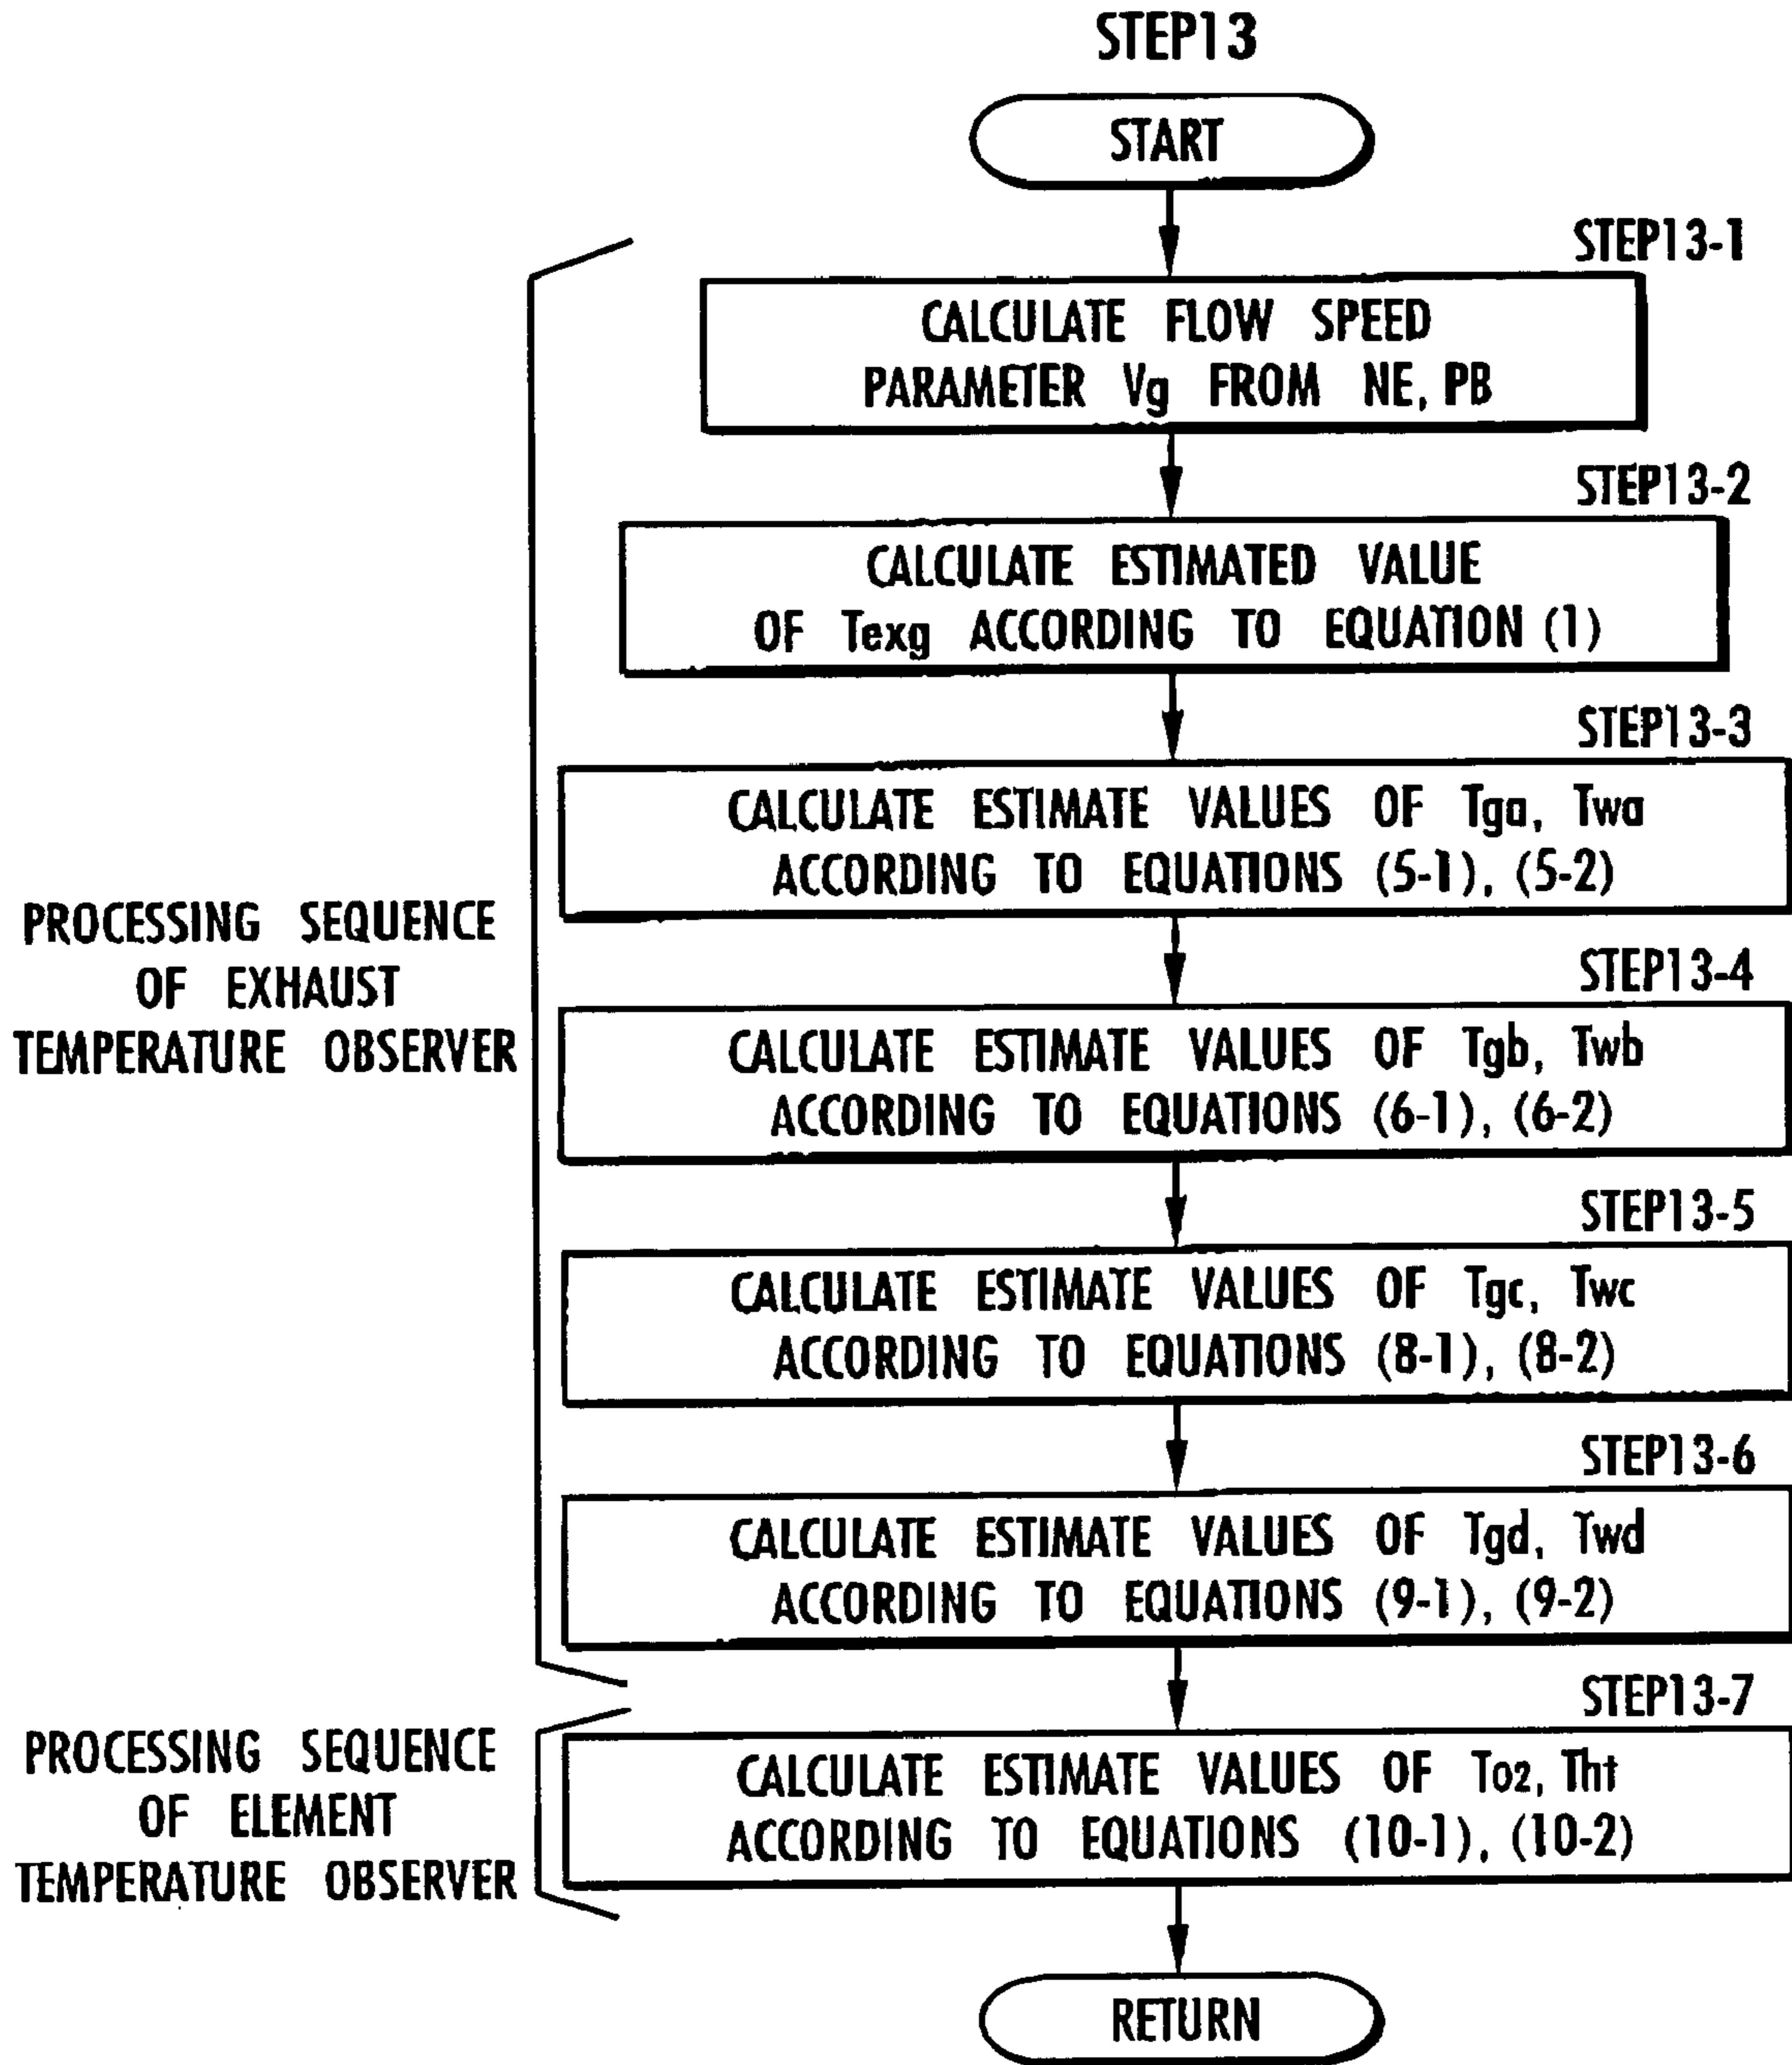 STEP13
START
STEP13-1
CALCULATE FLOW SPEED
PARAMETER Vg FROM NE, PB
STEP13-2
CALCULATE ESTIMATED VALUE
OF Texg ACCORDING TO EQUATION (1)
STEP13-3
CALCULATE ESTIMATE VALUES OF Tga, Twa
ACCORDING TO EQUATIONS (5-1), (5-2)
PROCESSING SEQUENCE
OF EXHAUST
TEMPERATURE OBSERVER
STEP13-4
CALCULATE ESTIMATE VALUES OF Tgb, Twb
ACCORDING TO EQUATIONS (6-1), (6-2)
STEP13-5
CALCULATE ESTIMATE VALUES OF Tgc, Twc
ACCORDING TO EQUATIONS (8-1), (8-2)
STEP13-6
CALCULATE ESTIMATE VALUES OF Tgd, Twd
ACCORDING TO EQUATIONS (9-1), (9-2)
STEP13-7
PROCESSING SEQUENCE
OF ELEMENT
TEMPERATURE OBSERVER
CALCULATE ESTIMATE VALUES OF To2, Tht
ACCORDING TO EQUATIONS (10-1), (10-2)
RETURN